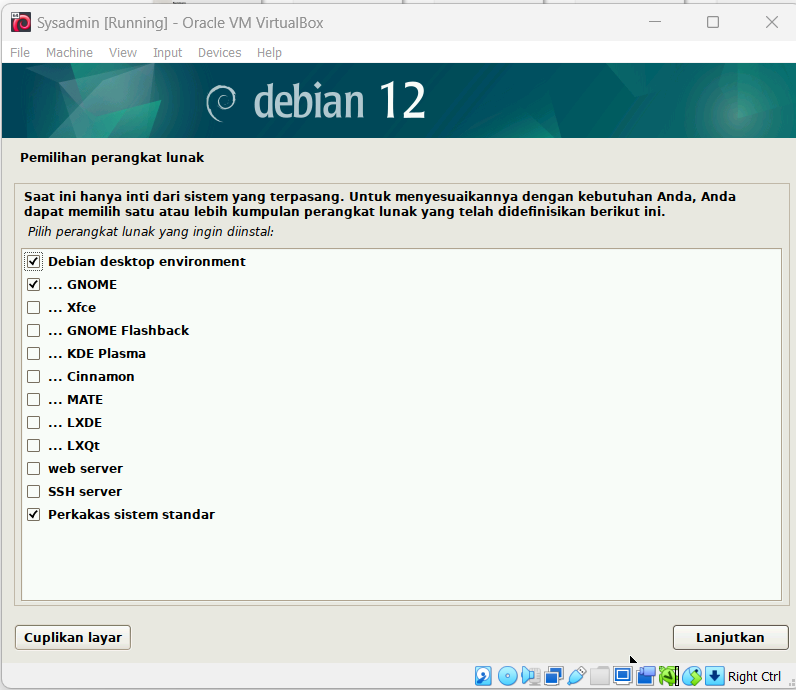 Sysadmin [Running] - Oracle VM VirtualBox
File Machine View Input Devices Help
debian 12
Pemilihan perangkat lunak
Saat ini hanya inti dari sistem yang terpasang. Untuk menyesuaikannya dengan kebutuhan Anda, Anda
dapat memilih satu atau lebih kumpulan perangkat lunak yang telah didefinisikan berikut ini.
Pilih perangkat lunak yang ingin diinstal:
Debian desktop environment
... GNOME
... Xfce
... GNOME Flashback
... KDE Plasma
... Cinnamon
... MATE
... LXDE
... LXQt
web server
SSH server
Perkakas sistem standar
Cuplikan layar
Lanjutkan
Right Ctrl